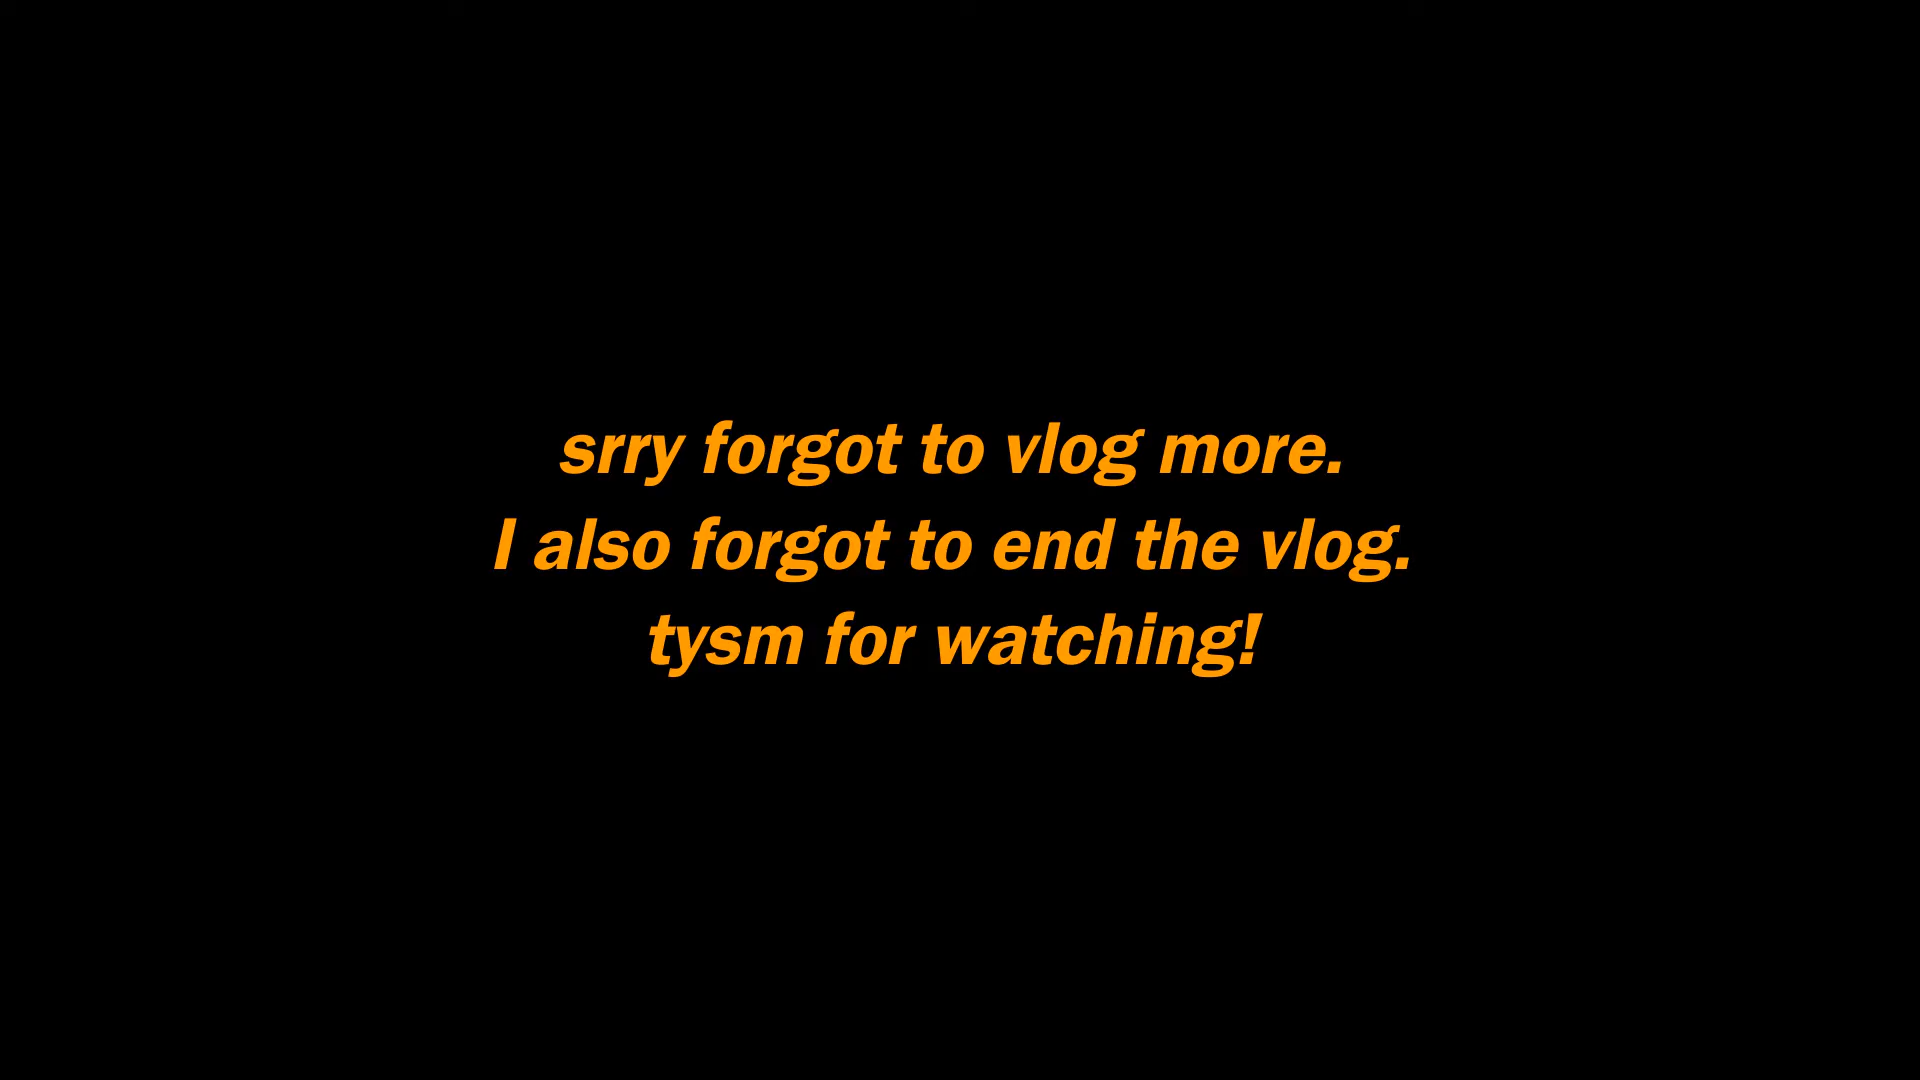 srry forgot to vlog more.
I also forgot to end the vlog.
tysm for watching!